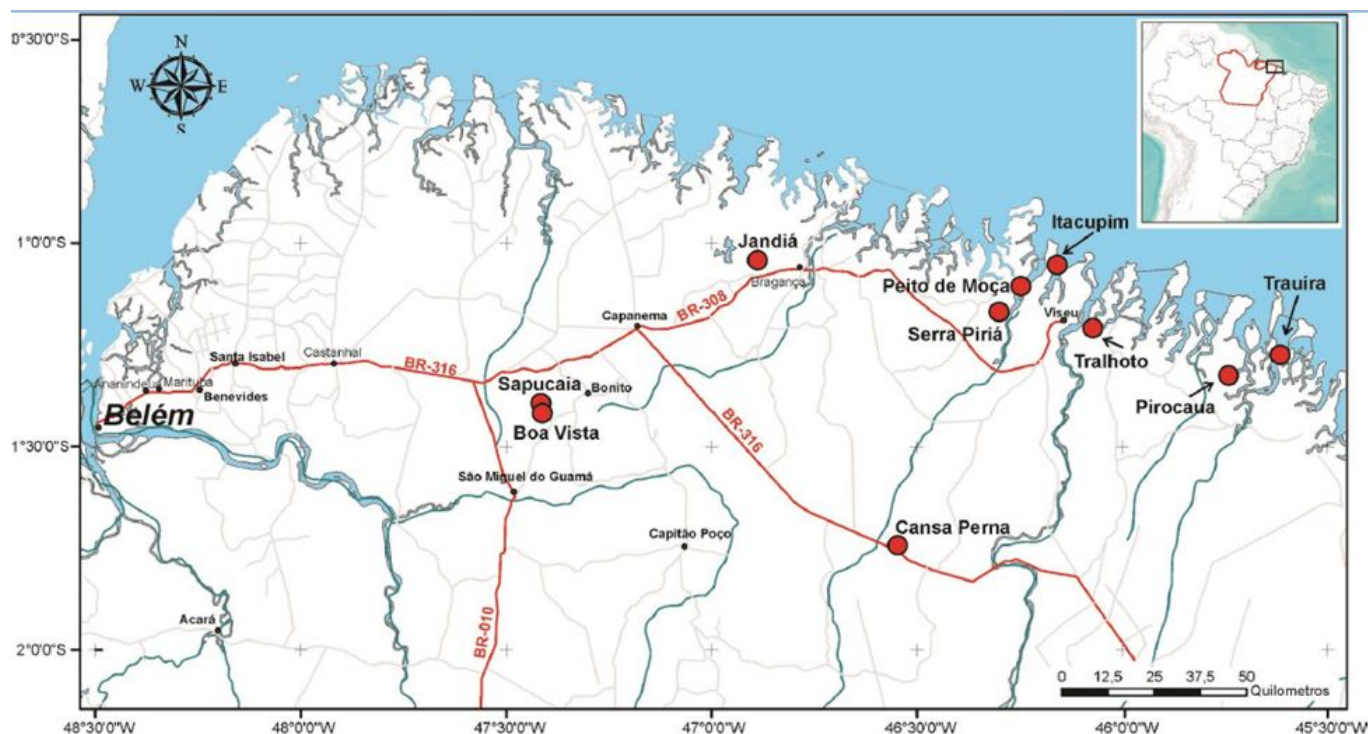 0°30'0"S
N
W
E
S
Itacupim
1°0'0"S
Jandiá
Bragança
Trauíra
Peito de Moça
Viseu
BR-308
Capanema
Serra Piriá
Tralhoto
Santa Isabel
Castanhal
BR-316
Ananindeua
Marituba
Benevides
Sapucaia
Bonito
Pirocaua
Belém
Boa Vista
BR-316
1°30'0"S
São Miguel do Guamá
Cansa Perna
Capitão Poço
Acará
BR-010
2°0'0"S
0 12,5 25 37,5 50
Quilometros
48°30'0"W 48°0'0"W 47°30'0"W 47°0'0"W 46°30'0"W 46°0'0"W 45°30'0"W